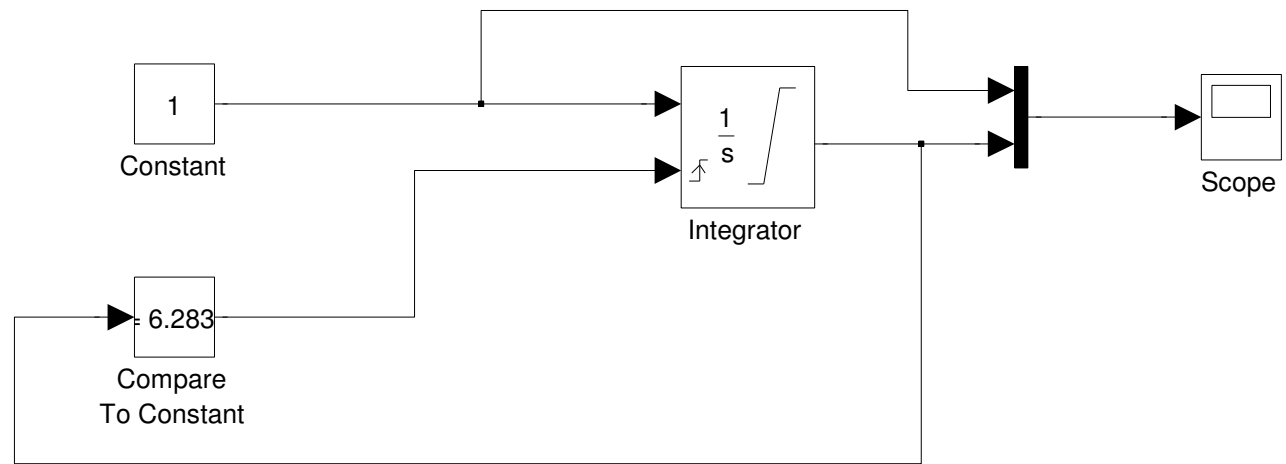 1
Constant
1
s
Integrator
Scope
= 6.283
Compare
To Constant